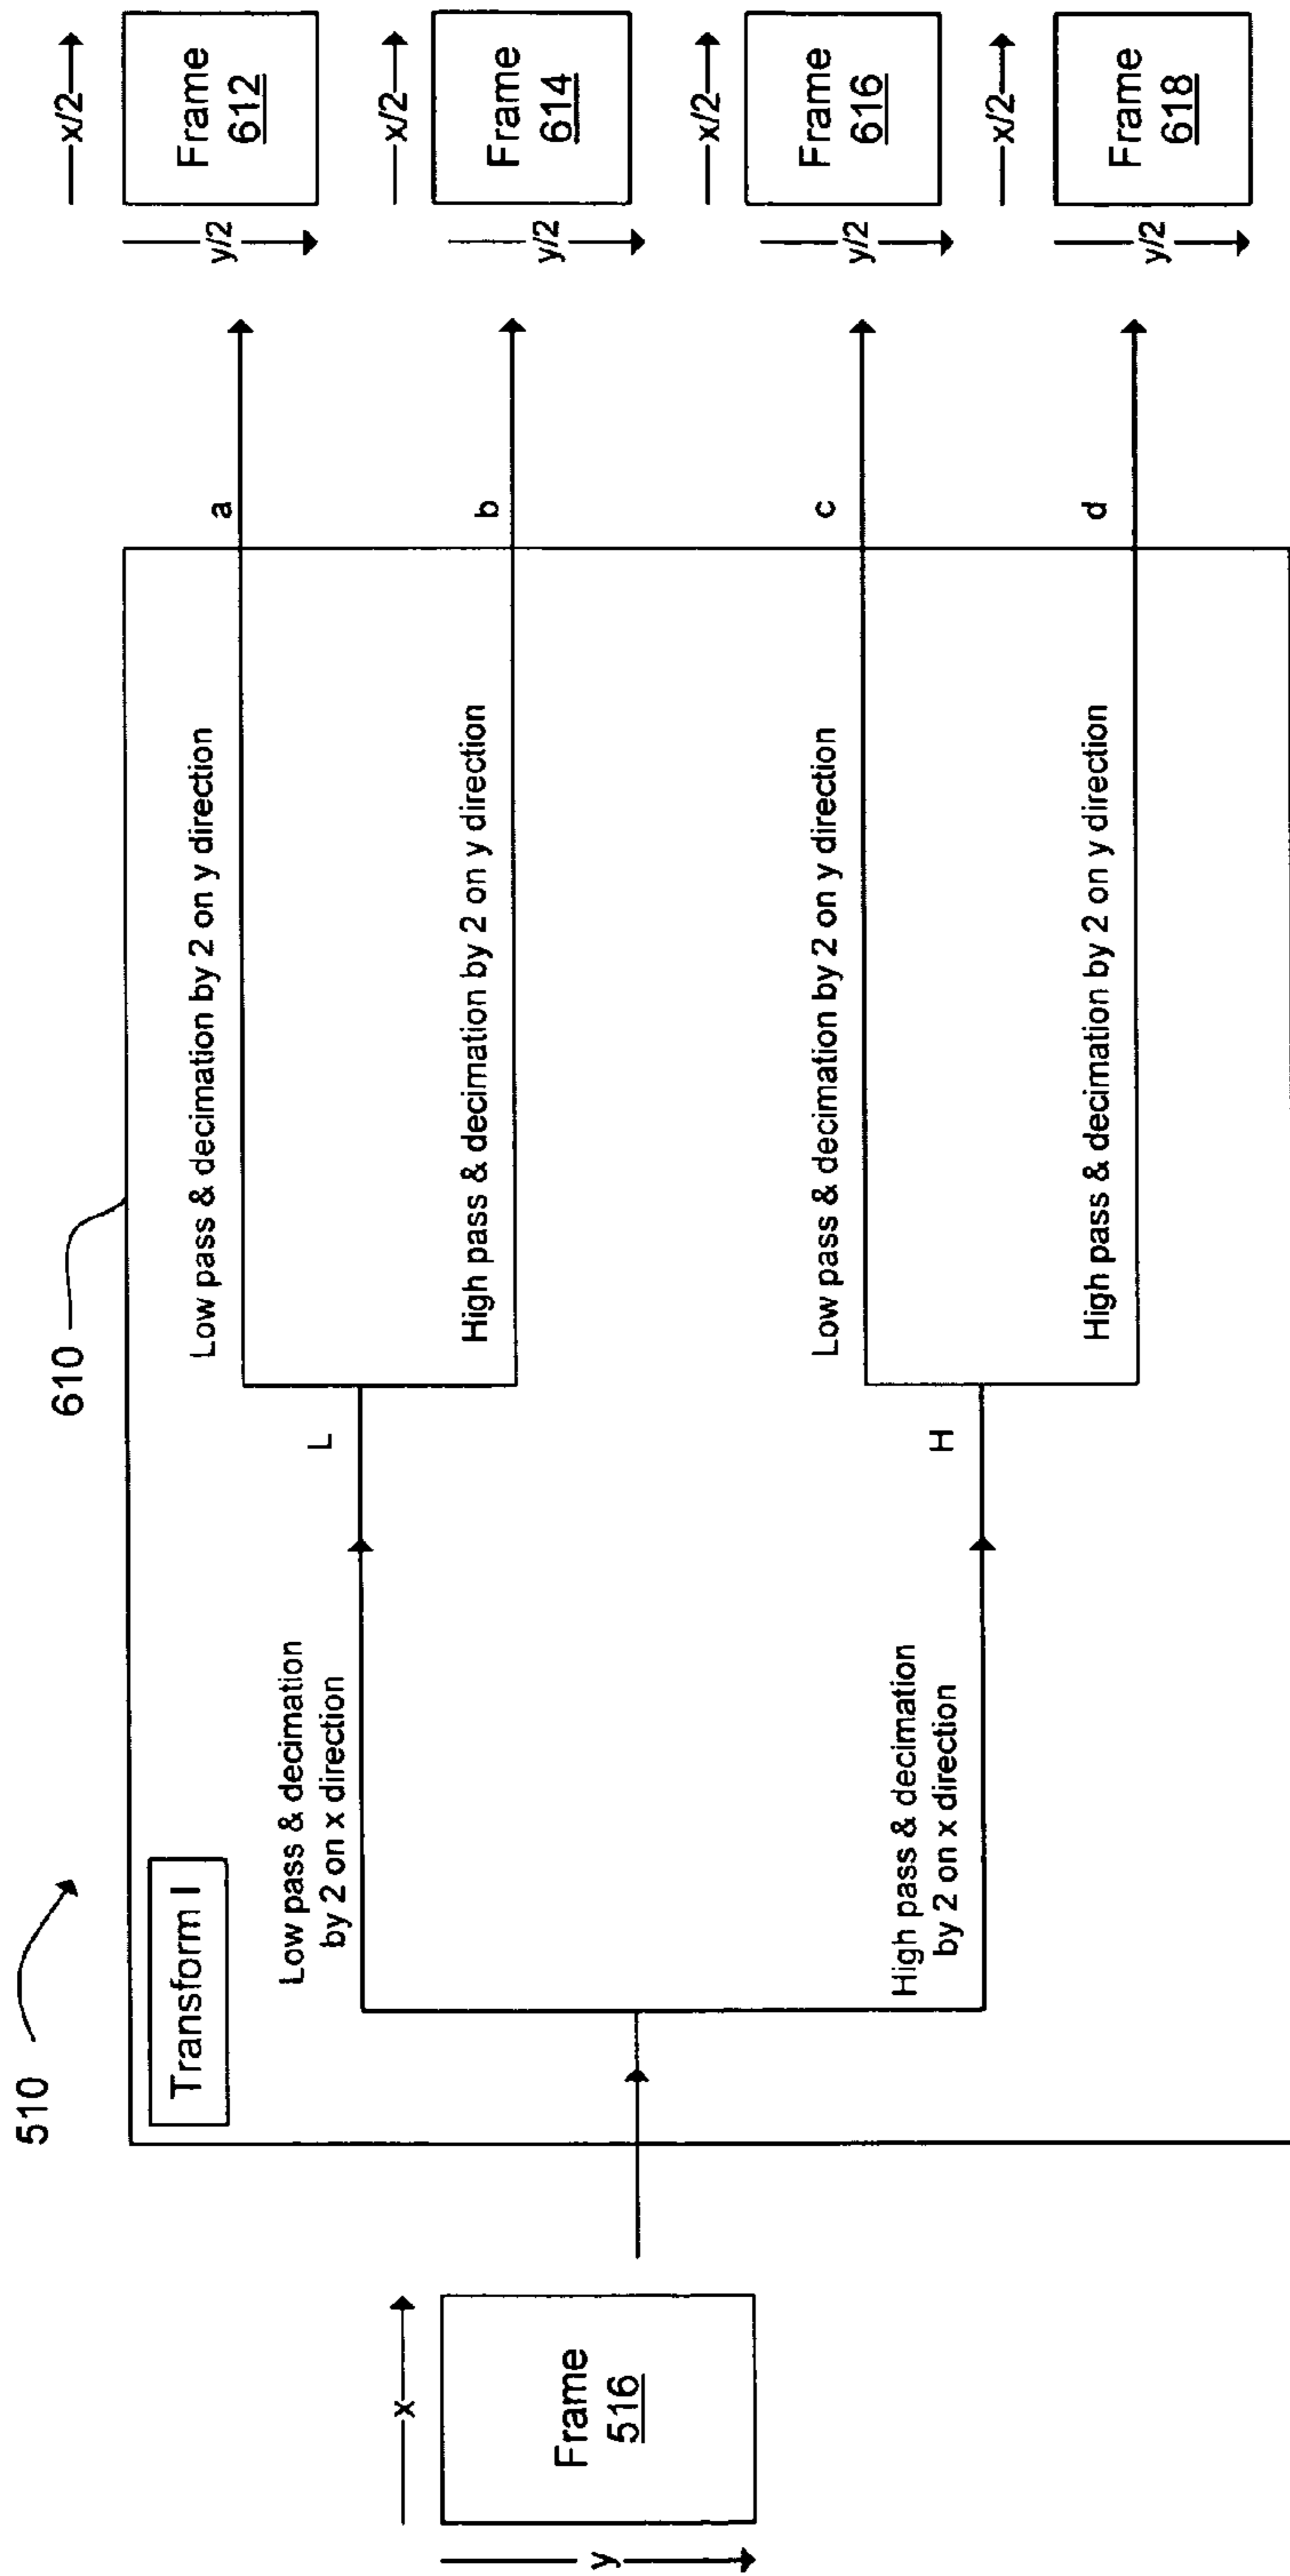 510
610
Transform I
x
y
Frame
516
Low pass & decimation
by 2 on x direction
L
High pass & decimation
by 2 on x direction
H
Low pass & decimation by 2 on y direction
a
High pass & decimation by 2 on y direction
b
Low pass & decimation by 2 on y direction
c
High pass & decimation by 2 on y direction
d
x/2
y/2
Frame
612
x/2
y/2
Frame
614
x/2
y/2
Frame
616
x/2
y/2
Frame
618